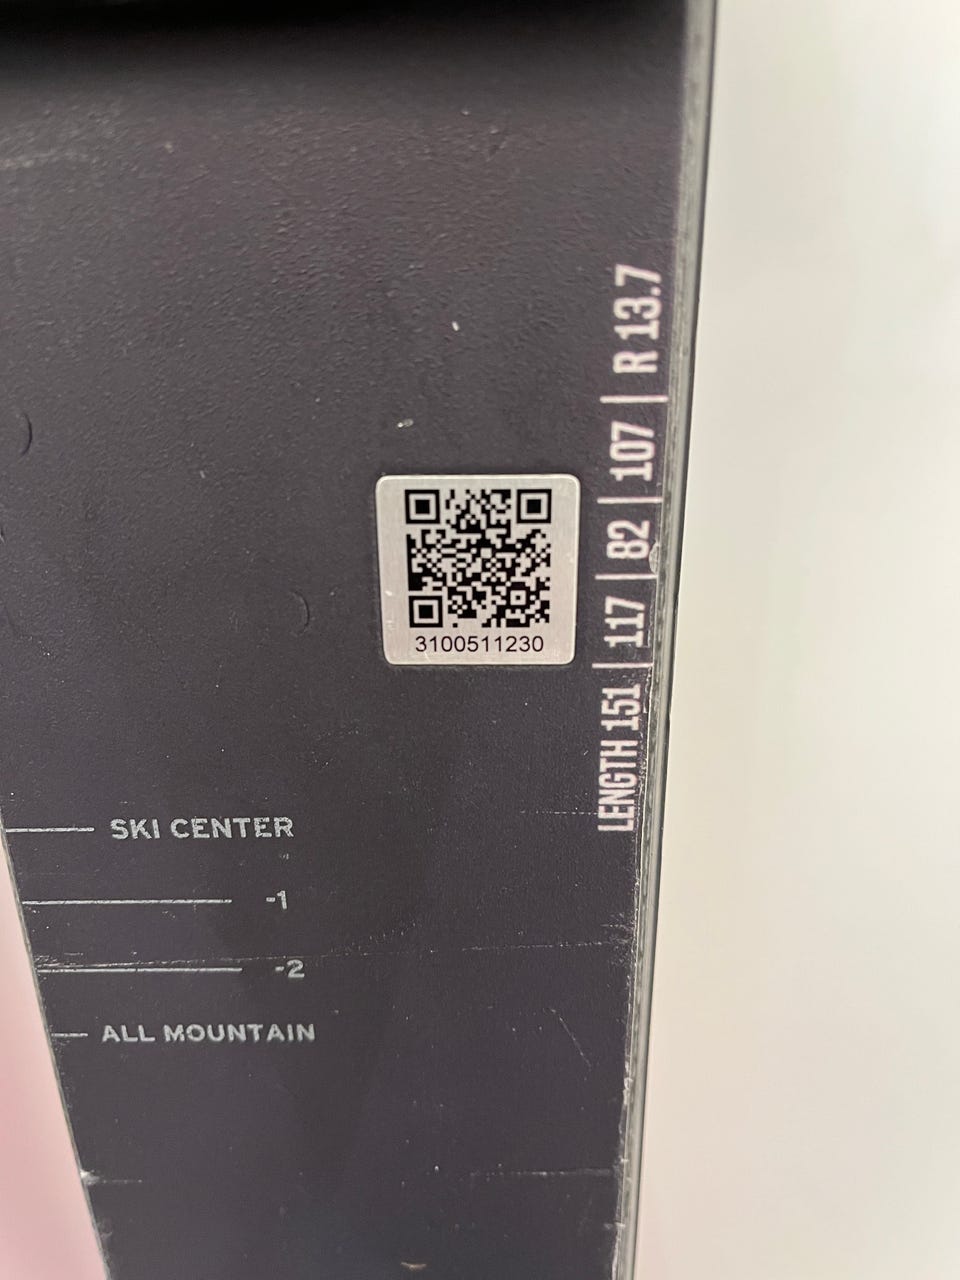 LENGTH 151 | 117 | 82 | 107 | R 13.7
3100511230
SKI CENTER
-1
-2
ALL MOUNTAIN